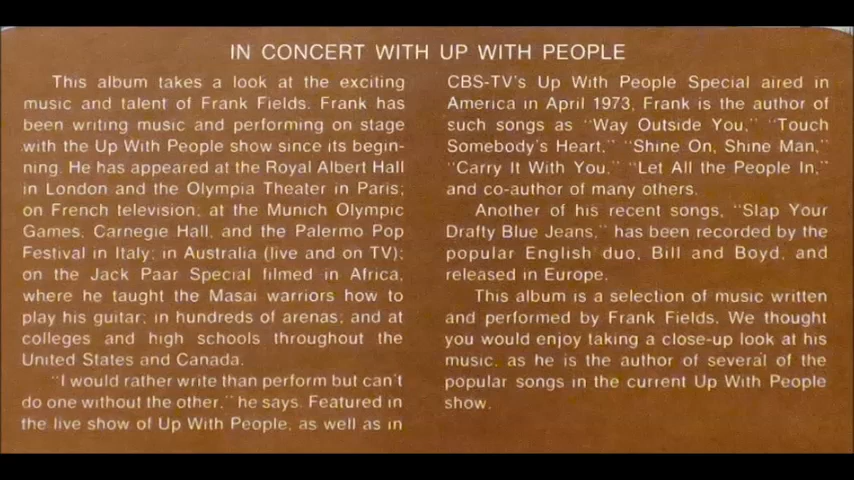 IN CONCERT WITH UP WITH PEOPLE
This album takes a look at the exciting
music and talent of Frank Fields. Frank has
been writing music and performing on stage
with the Up With People show since its begin-
ning. He has appeared at the Royal Albert Hall
in London and the Olympia Theater in Paris;
on French television; at the Munich Olympic
Games, Carnegie Hall, and the Palermo Pop
Festival in Italy; in Australia (live and on TV);
on the Jack Paar Special filmed in Africa,
where he taught the Masai warriors how to
play his guitar; in hundreds of arenas; and at
colleges and high schools throughout the
United States and Canada.
"I would rather write than perform but can't
do one without the other," he says. Featured in
the live show of Up With People, as well as in
CBS-TV's Up With People Special aired in
America in April 1973, Frank is the author of
such songs as "Way Outside You," "Touch
Somebody's Heart," "Shine On, Shine Man,"
"Carry It With You," "Let All the People In,"
and co-author of many others.
Another of his recent songs, "Slap Your
Drafty Blue Jeans," has been recorded by the
popular English duo, Bill and Boyd, and
released in Europe.
This album is a selection of music written
and performed by Frank Fields. We thought
you would enjoy taking a close-up look at his
music, as he is the author of several of the
popular songs in the current Up With People
show.